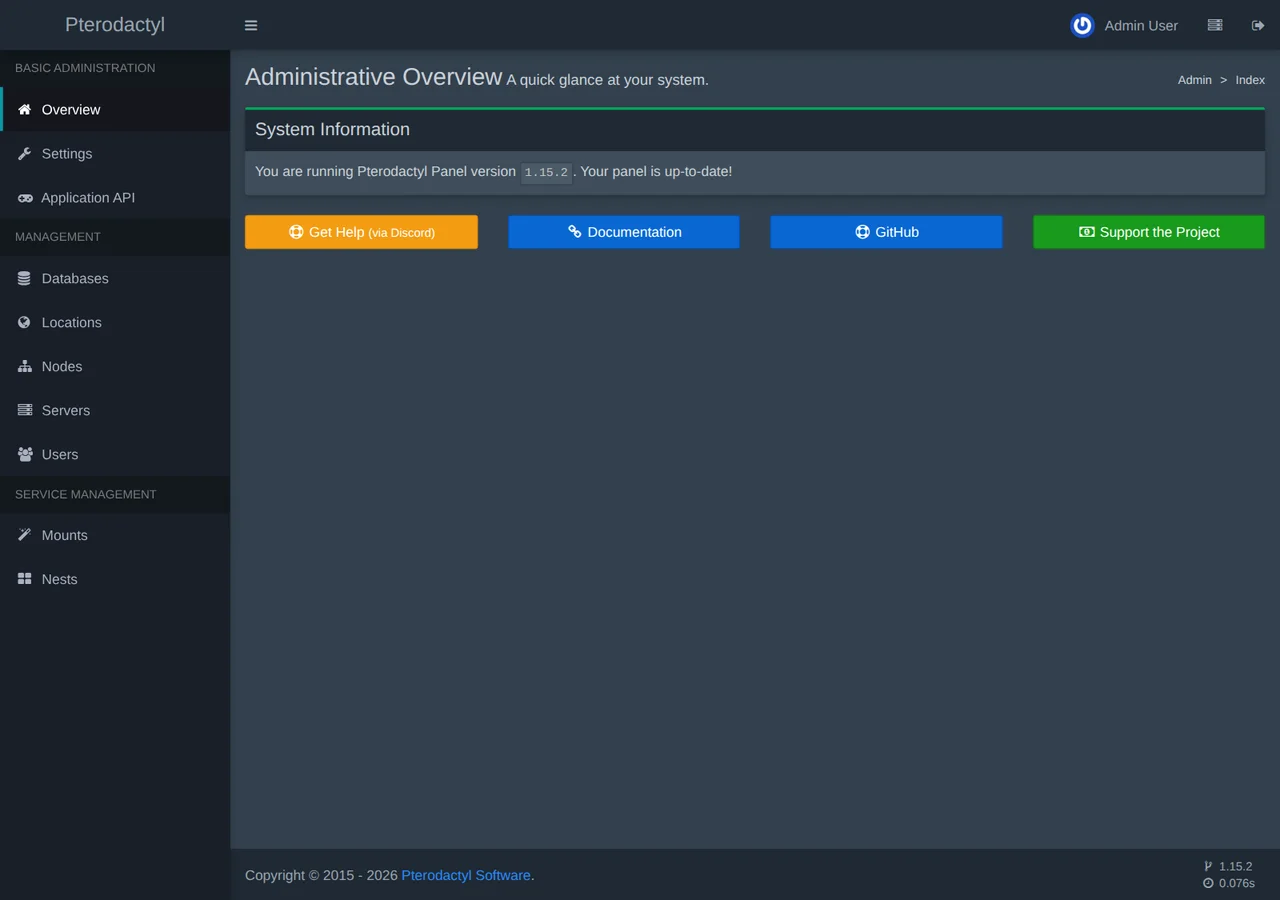 Pterodactyl
Admin User
BASIC ADMINISTRATION
Overview
Settings
Application API
MANAGEMENT
Databases
Locations
Nodes
Servers
Users
SERVICE MANAGEMENT
Mounts
Nests
Administrative Overview A quick glance at your system.
Admin > Index
System Information
You are running Pterodactyl Panel version 1.15.2. Your panel is up-to-date!
Get Help (via Discord)
Documentation
GitHub
Support the Project
Copyright © 2015 - 2026 Pterodactyl Software.
1.15.2
0.076s